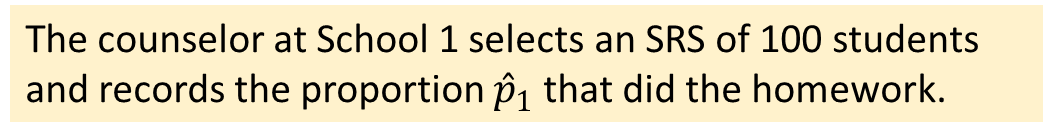 The counselor at School 1 selects an SRS of 100 students
and records the proportion p̂₁ that did the homework.